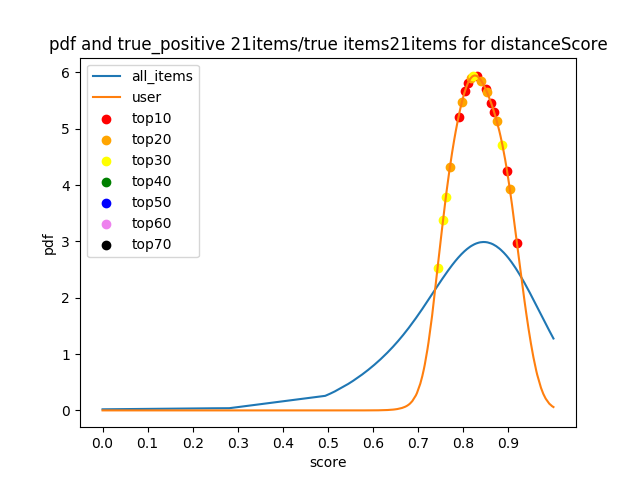 pdf and true_positive 21items/true items21items for distanceScore
all_items
user
top10
top20
top30
top40
top50
top60
top70
pdf
6
5
4
3
2
1
0
0.0 0.1 0.2 0.3 0.4 0.5 0.6 0.7 0.8 0.9
score